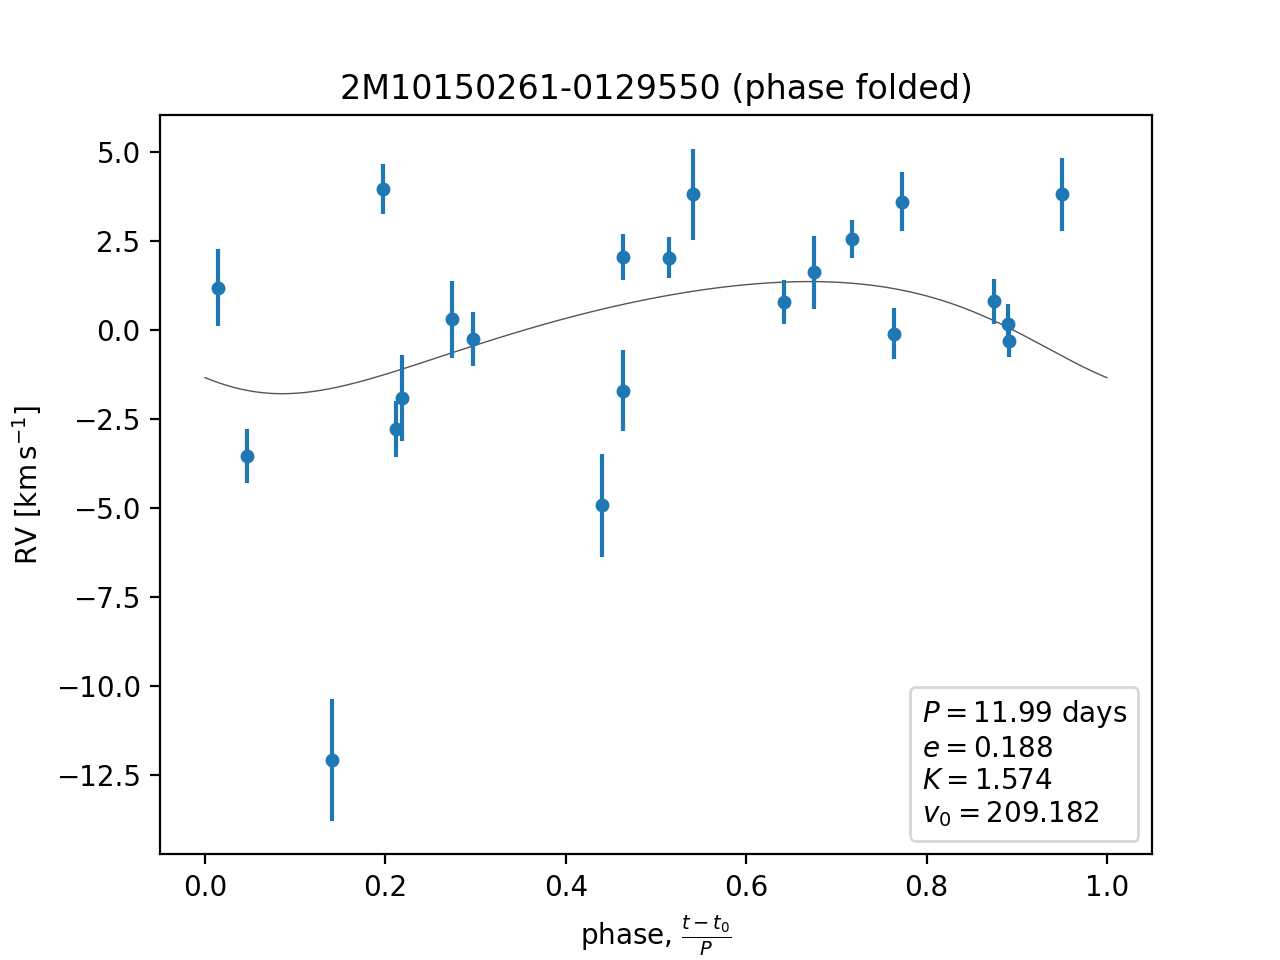 2M10150261-0129550 (phase folded)
5.0
2.5
0.0
−2.5
−5.0
−7.5
−10.0
−12.5
RV [km s⁻¹]
P = 11.99 days
e = 0.188
K = 1.574
v₀ = 209.182
0.0 0.2 0.4 0.6 0.8 1.0
phase, (t − t₀)/P